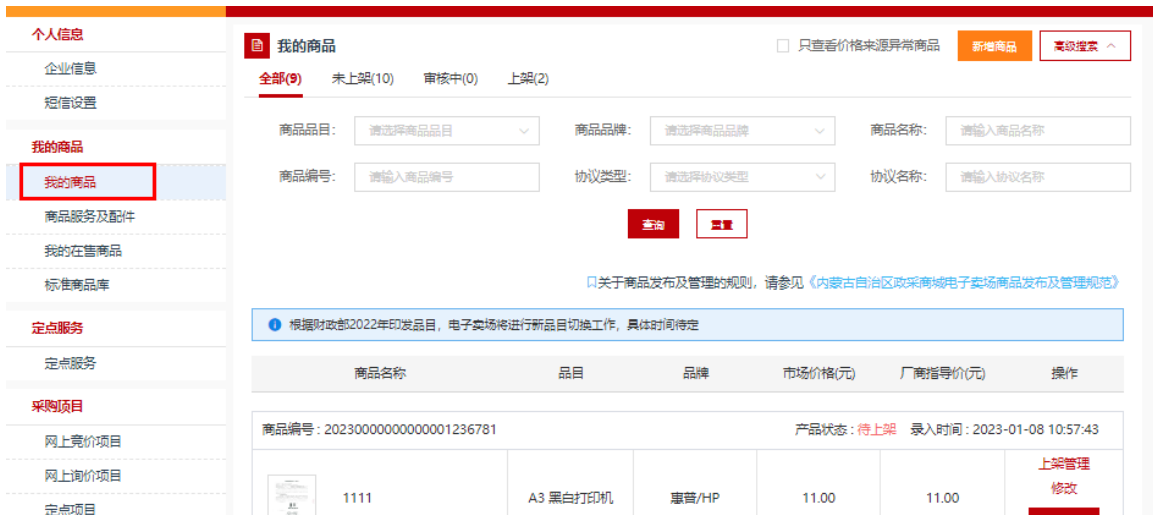 个人信息
企业信息
短信设置
我的商品
我的商品
商品服务及配件
我的在售商品
标准商品库
定点服务
定点服务
采购项目
网上竞价项目
网上询价项目
定点项目
我的商品
只查看价格来源异常商品
新增商品
高级搜索
全部(9) 未上架(10) 审核中(0) 上架(2)
商品品目： 请选择商品品目 商品品牌： 请选择商品品牌 商品名称： 请输入商品名称
商品编号： 请输入商品编号 协议类型： 请选择协议类型 协议名称： 请输入协议名称
查询 重置
关于商品发布及管理的规则，请参见《内蒙古自治区政采商城电子卖场商品发布及管理规范》
根据财政部2022年印发品目，电子卖场将进行新品目切换工作，具体时间待定
商品名称 品目 品牌 市场价格(元) 厂商指导价(元) 操作
商品编号：20230000000000001236781 产品状态：待上架 录入时间：2023-01-08 10:57:43
1111 A3 黑白打印机 惠普/HP 11.00 11.00 上架管理
修改